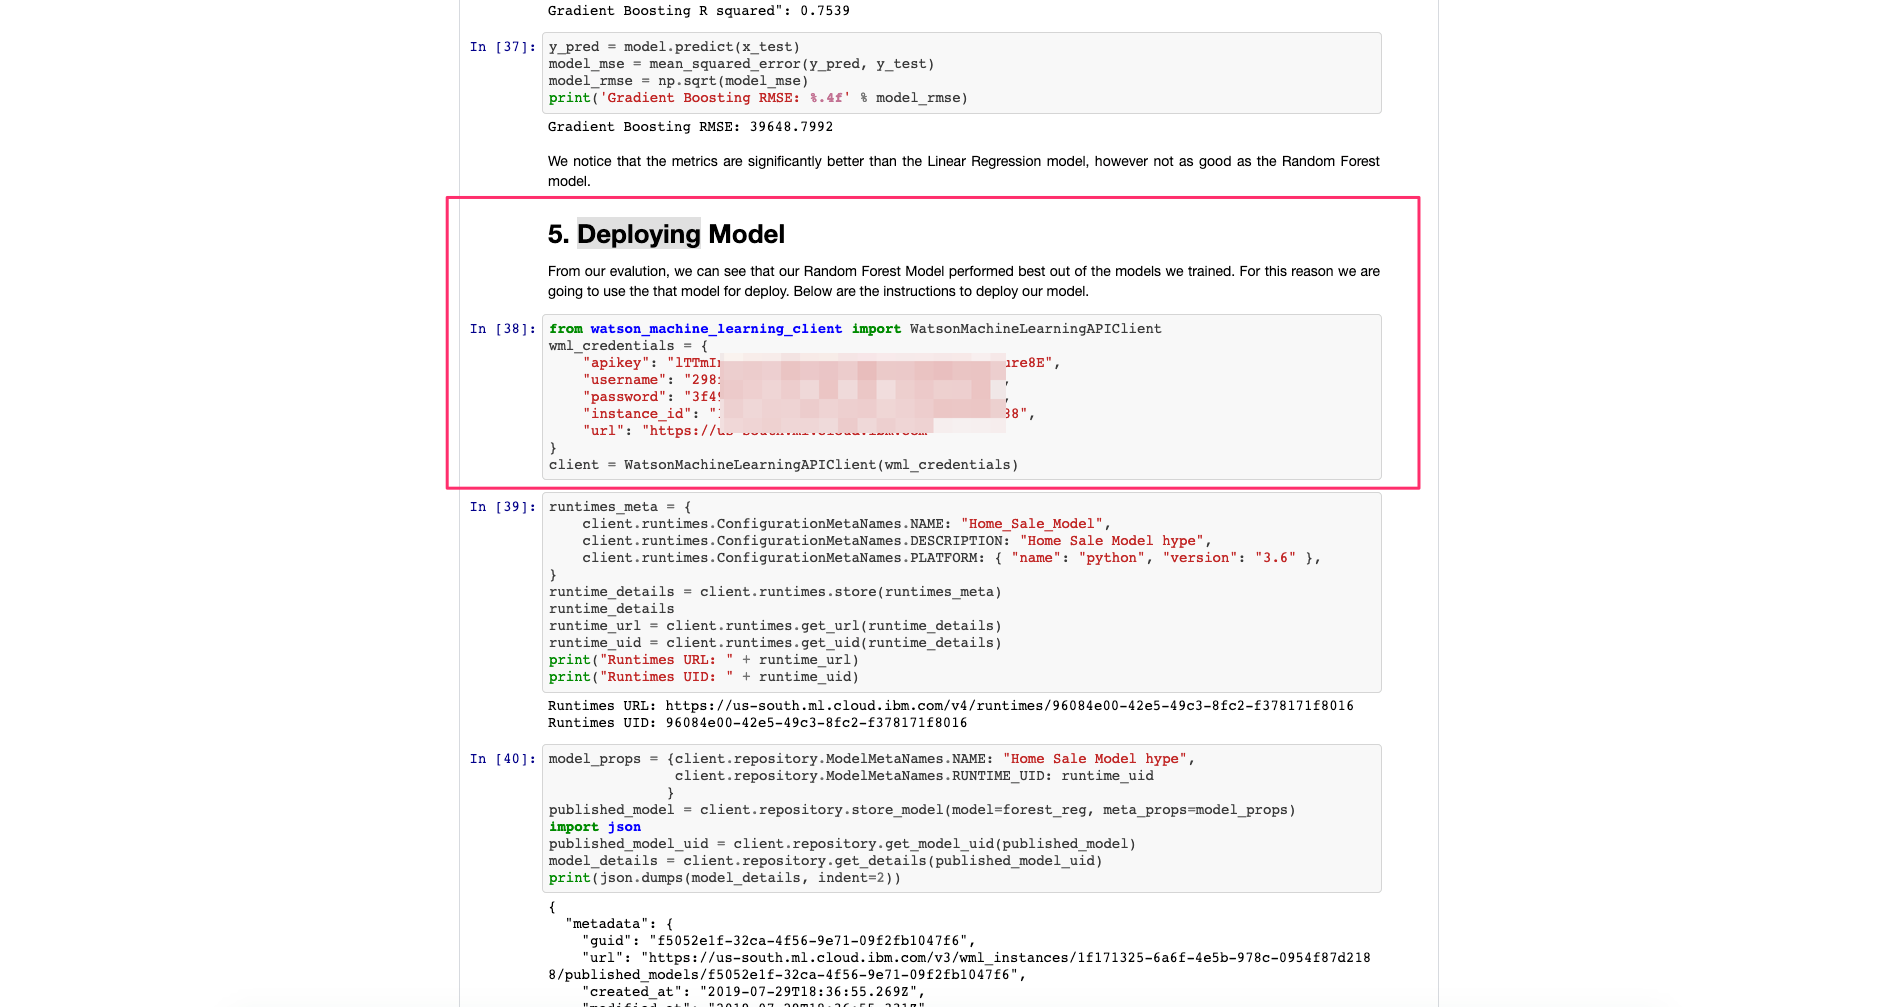 Gradient Boosting R squared": 0.7539
In [37]: y_pred = model.predict(x_test)
model_mse = mean_squared_error(y_pred, y_test)
model_rmse = np.sqrt(model_mse)
print('Gradient Boosting RMSE: %.4f' % model_rmse)
Gradient Boosting RMSE: 39648.7992
We notice that the metrics are significantly better than the Linear Regression model, however not as good as the Random Forest
model.
5. Deploying Model
From our evalution, we can see that our Random Forest Model performed best out of the models we trained. For this reason we are
going to use the that model for deploy. Below are the instructions to deploy our model.
In [38]: from watson_machine_learning_client import WatsonMachineLearningAPIClient
wml_credentials = {
"apikey":
"username":
"password":
"instance_id":
"url":
}
client = WatsonMachineLearningAPIClient(wml_credentials)
In [39]: runtimes_meta = {
client.runtimes.ConfigurationMetaNames.NAME: "Home_Sale_Model",
client.runtimes.ConfigurationMetaNames.DESCRIPTION: "Home Sale Model hype",
client.runtimes.ConfigurationMetaNames.PLATFORM: { "name": "python", "version": "3.6" },
}
runtime_details = client.runtimes.store(runtimes_meta)
runtime_details
runtime_url = client.runtimes.get_url(runtime_details)
runtime_uid = client.runtimes.get_uid(runtime_details)
print("Runtimes URL: " + runtime_url)
print("Runtimes UID: " + runtime_uid)
Runtimes URL: https://us-south.ml.cloud.ibm.com/v4/runtimes/96084e00-42e5-49c3-8fc2-f378171f8016
Runtimes UID: 96084e00-42e5-49c3-8fc2-f378171f8016
In [40]: model_props = {client.repository.ModelMetaNames.NAME: "Home Sale Model hype",
client.repository.ModelMetaNames.RUNTIME_UID: runtime_uid
}
published_model = client.repository.store_model(model=forest_reg, meta_props=model_props)
import json
published_model_uid = client.repository.get_model_uid(published_model)
model_details = client.repository.get_details(published_model_uid)
print(json.dumps(model_details, indent=2))
{
"metadata": {
"guid": "f5052e1f-32ca-4f56-9e71-09f2fb1047f6",
"url": "https://us-south.ml.cloud.ibm.com/v3/wml_instances/1f171325-6a6f-4e5b-978c-0954f87d218
8/published_models/f5052e1f-32ca-4f56-9e71-09f2fb1047f6",
"created_at": "2019-07-29T18:36:55.269Z",